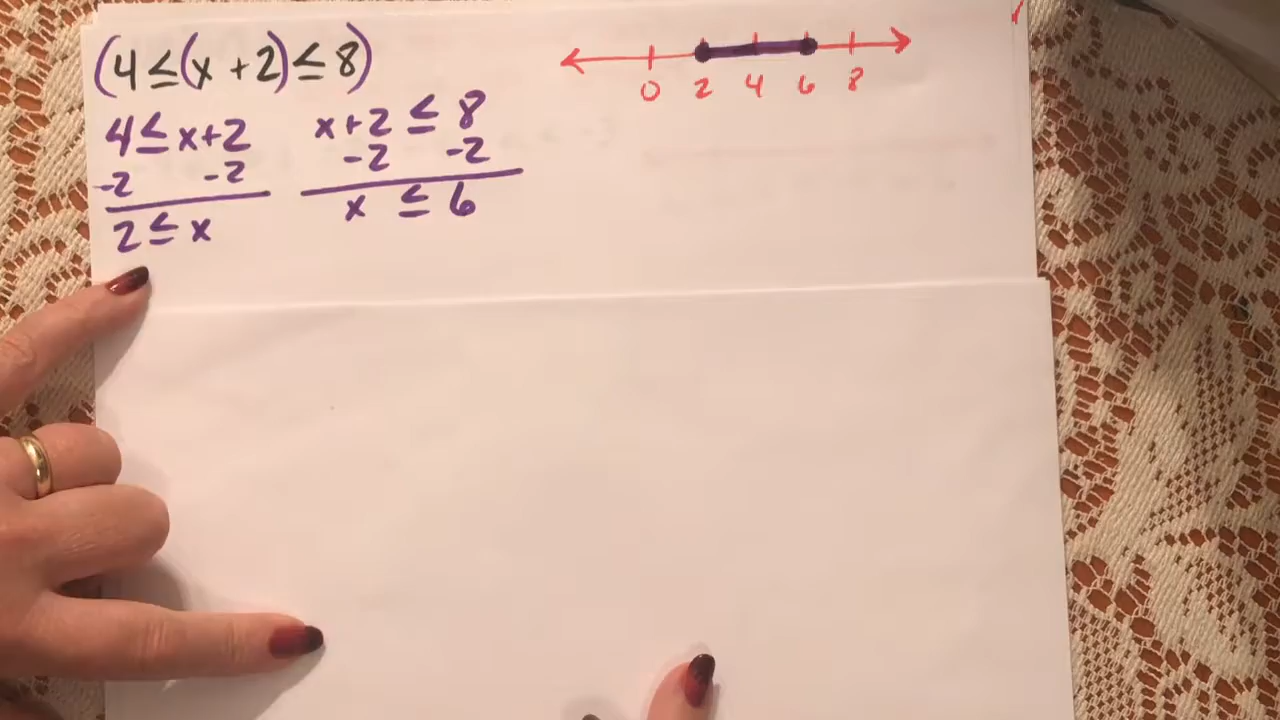 (4 ≤ (x + 2) ≤ 8)
4 ≤ x+2
-2 -2
2 ≤ x
x+2 ≤ 8
-2 -2
x ≤ 6
0 2 4 6 8